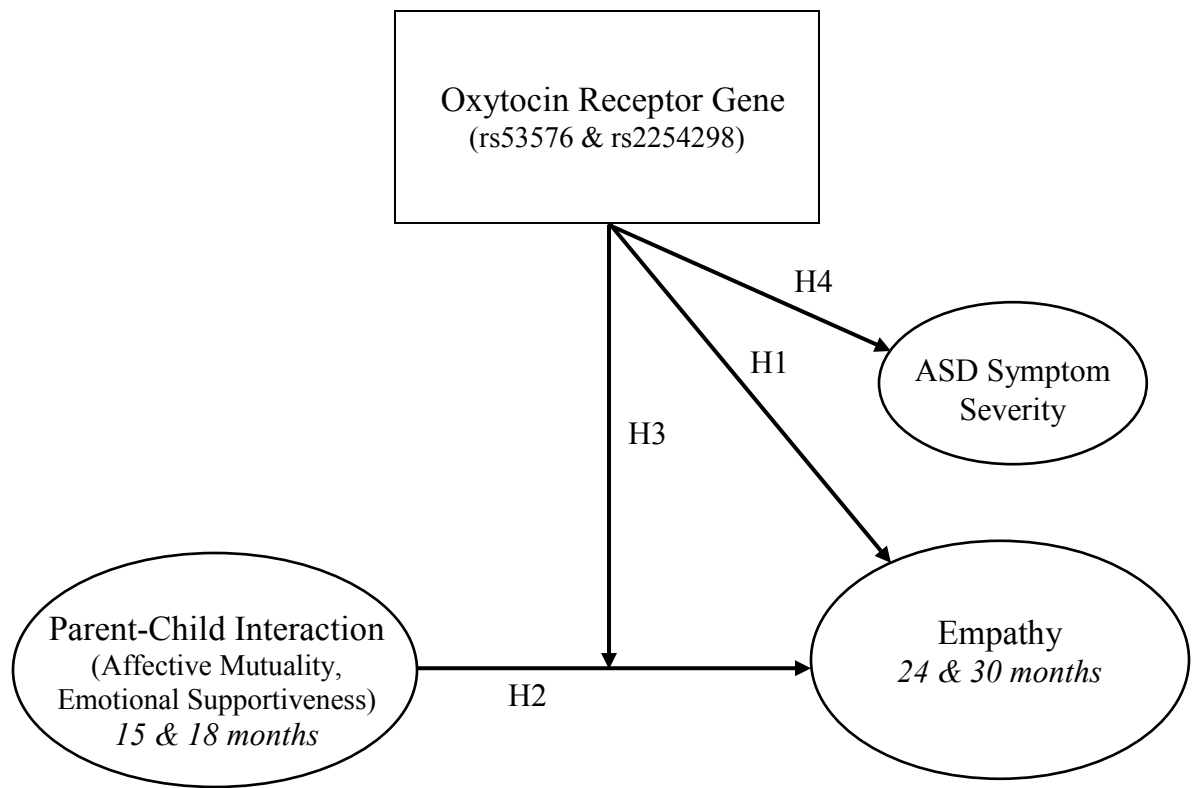 Oxytocin Receptor Gene
(rs53576 & rs2254298)
H4
H1
ASD Symptom
Severity
H3
Parent-Child Interaction
(Affective Mutuality,
Emotional Supportiveness)
15 & 18 months
H2
Empathy
24 & 30 months